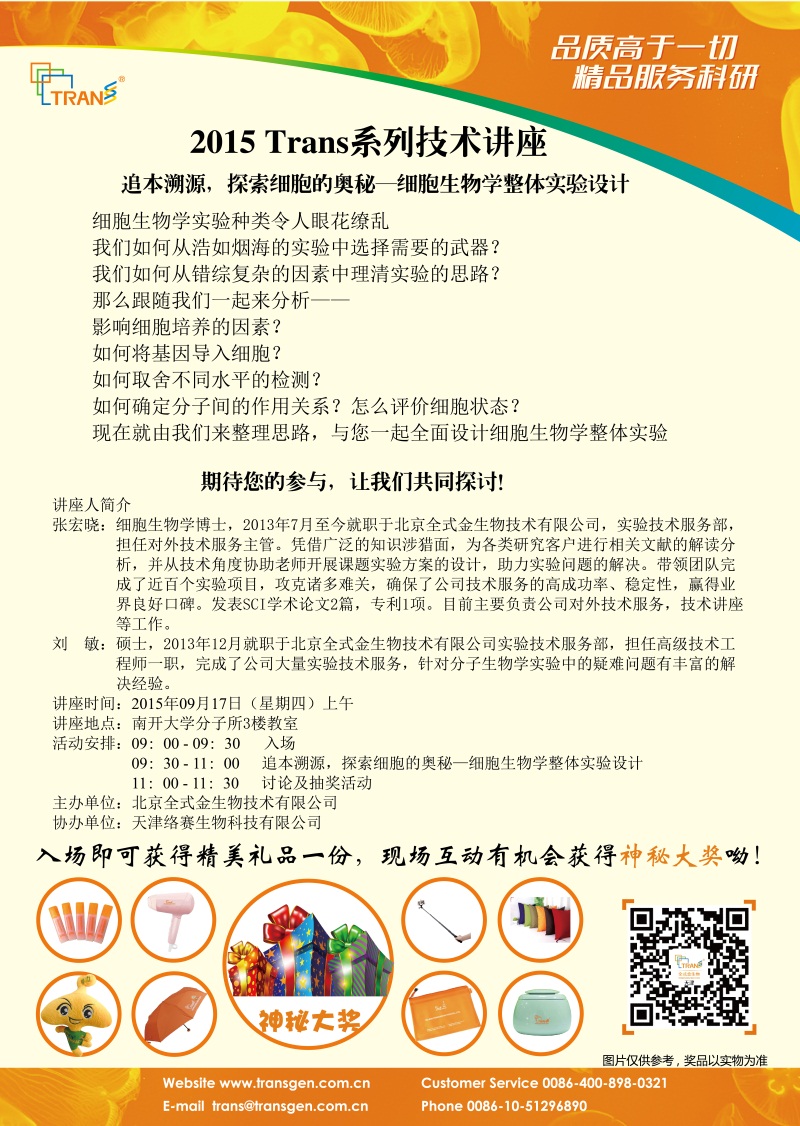 品质高于一切
精品服务科研
TRANS®
2015 Trans系列技术讲座
追本溯源，探索细胞的奥秘—细胞生物学整体实验设计
细胞生物学实验种类令人眼花缭乱
我们如何从浩如烟海的实验中选择需要的武器？
我们如何从错综复杂的因素中理清实验的思路？
那么跟随我们一起来分析——
影响细胞培养的因素？
如何将基因导入细胞？
如何取舍不同水平的检测？
如何确定分子间的作用关系？怎么评价细胞状态？
现在就由我们来整理思路，与您一起全面设计细胞生物学整体实验
期待您的参与，让我们共同探讨!
讲座人简介
张宏晓：细胞生物学博士，2013年7月至今就职于北京全式金生物技术有限公司，实验技术服务部，
担任对外技术服务主管。凭借广泛的知识涉猎面，为各类研究客户进行相关文献的解读分
析，并从技术角度协助老师开展课题实验方案的设计，助力实验问题的解决。带领团队完
成了近百个实验项目，攻克诸多难关，确保了公司技术服务的高成功率、稳定性，赢得业
界良好口碑。发表SCI学术论文2篇，专利1项。目前主要负责公司对外技术服务，技术讲座
等工作。
刘　敏：硕士，2013年12月就职于北京全式金生物技术有限公司实验技术服务部，担任高级技术工
程师一职，完成了公司大量实验技术服务，针对分子生物学实验中的疑难问题有丰富的解
决经验。
讲座时间：2015年09月17日（星期四）上午
讲座地点：南开大学分子所3楼教室
活动安排：09：00 - 09：30　入场
09：30 - 11：00　追本溯源，探索细胞的奥秘—细胞生物学整体实验设计
11：00 - 11：30　讨论及抽奖活动
主办单位：北京全式金生物技术有限公司
协办单位：天津络赛生物科技有限公司
入场即可获得精美礼品一份，现场互动有机会获得神秘大奖呦！
神秘大奖
TRANS
天津
图片仅供参考，奖品以实物为准
Website www.transgen.com.cn
Customer Service 0086-400-898-0321
E-mail trans@transgen.com.cn
Phone 0086-10-51296890